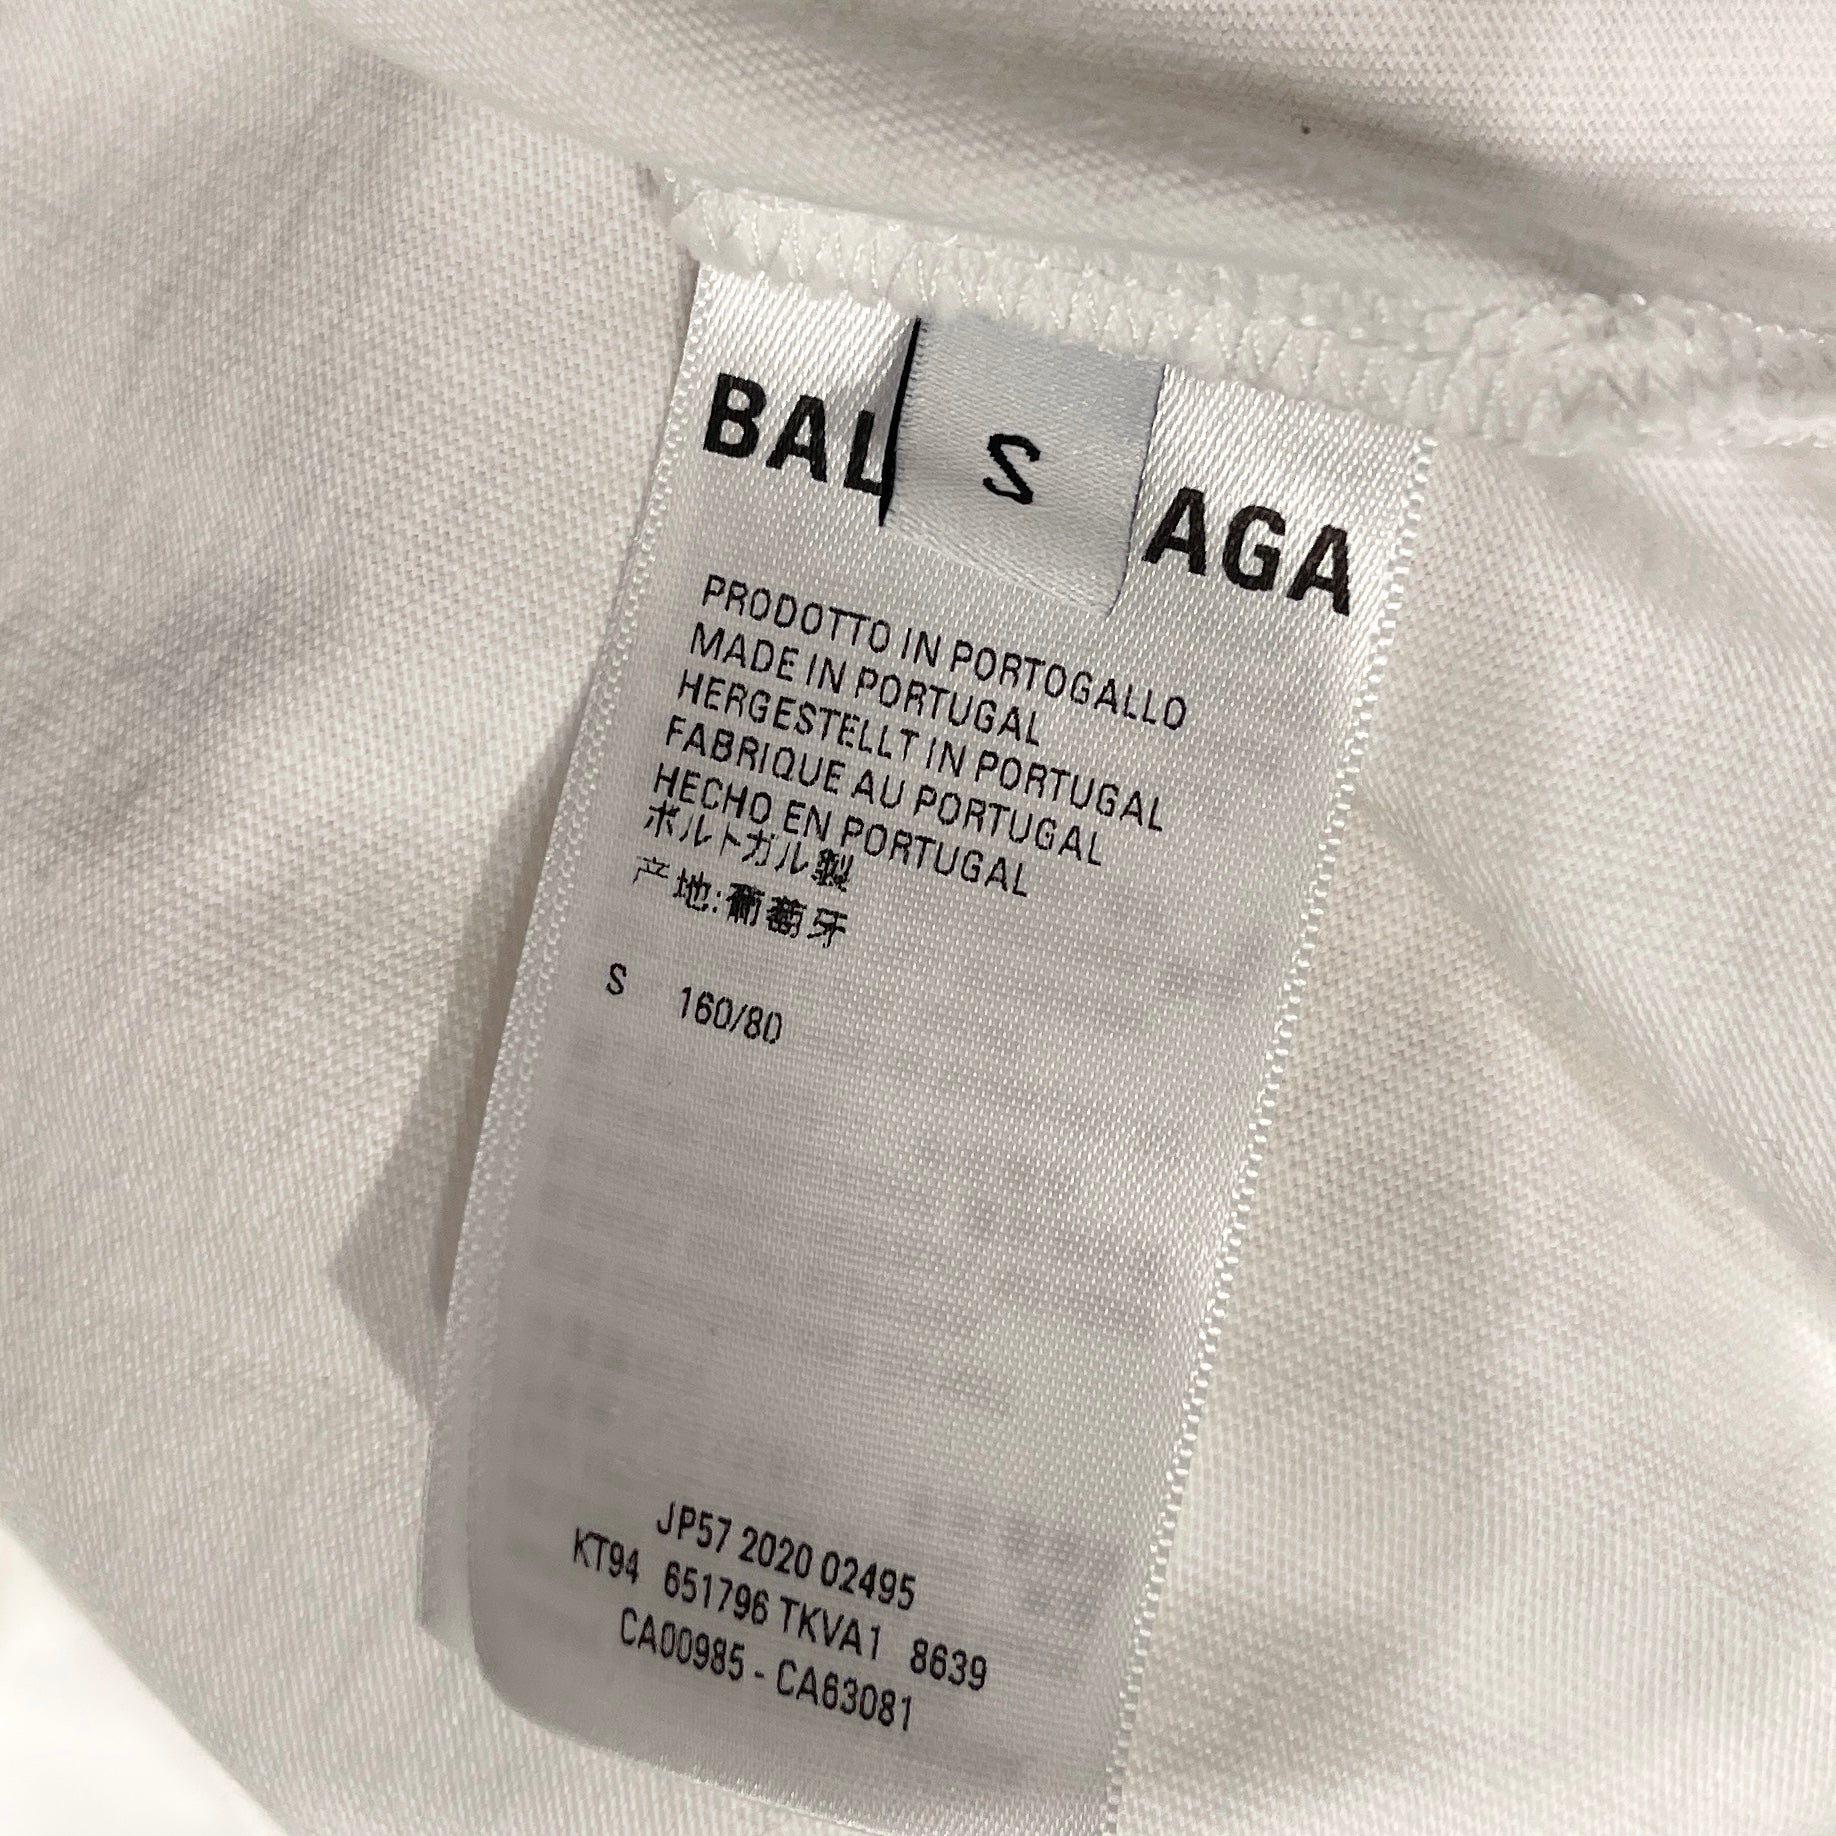 BAL S AGA
PRODOTTO IN PORTOGALLO
MADE IN PORTUGAL
HERGESTELLT IN PORTUGAL
FABRIQUE AU PORTUGAL
HECHO EN PORTUGAL
ポルトガル製
产地:葡萄牙
S 160/80
JP57 2020 02495
KT94 651796 TKVA1 8639
CA00985 - CA63081